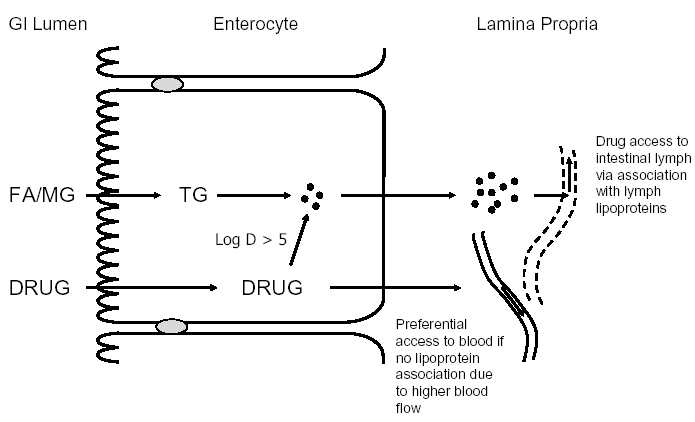 GI Lumen
Enterocyte
Lamina Propria
Drug access to
intestinal lymph
via association
with lymph
lipoproteins
FA/MG
TG
Log D > 5
DRUG
DRUG
Preferential
access to blood if
no lipoprotein
association due
to higher blood
flow